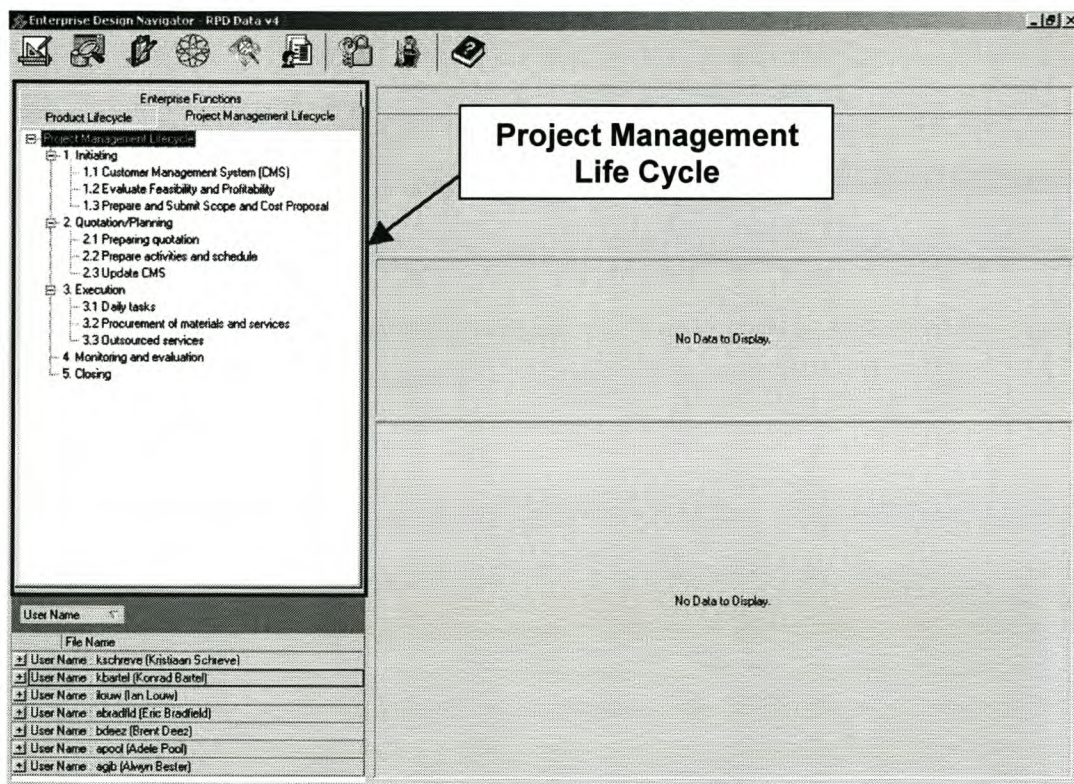 Enterprise Design Navigator - RPD Data v4
Enterprise Functions
Product Lifecycle Project Management Lifecycle
Project Management Lifecycle
1. Initiating
1.1 Customer Management System (CMS)
1.2 Evaluate Feasibility and Profitability
1.3 Prepare and Submit Scope and Cost Proposal
2. Quotation/Planning
2.1 Preparing quotation
2.2 Prepare activities and schedule
2.3 Update CMS
3. Execution
3.1 Daily tasks
3.2 Procurement of materials and services
3.3 Outsourced services
4. Monitoring and evaluation
5. Closing
Project Management
Life Cycle
No Data to Display.
No Data to Display.
User Name
File Name
User Name : kschreve (Kristiaan Schreve)
User Name : kbartel (Konrad Bartel)
User Name : ilouw (Ian Louw)
User Name : ebradfld (Eric Bradfield)
User Name : bdeez (Brent Deez)
User Name : apool (Adele Pool)
User Name : agjb (Alwyn Bester)